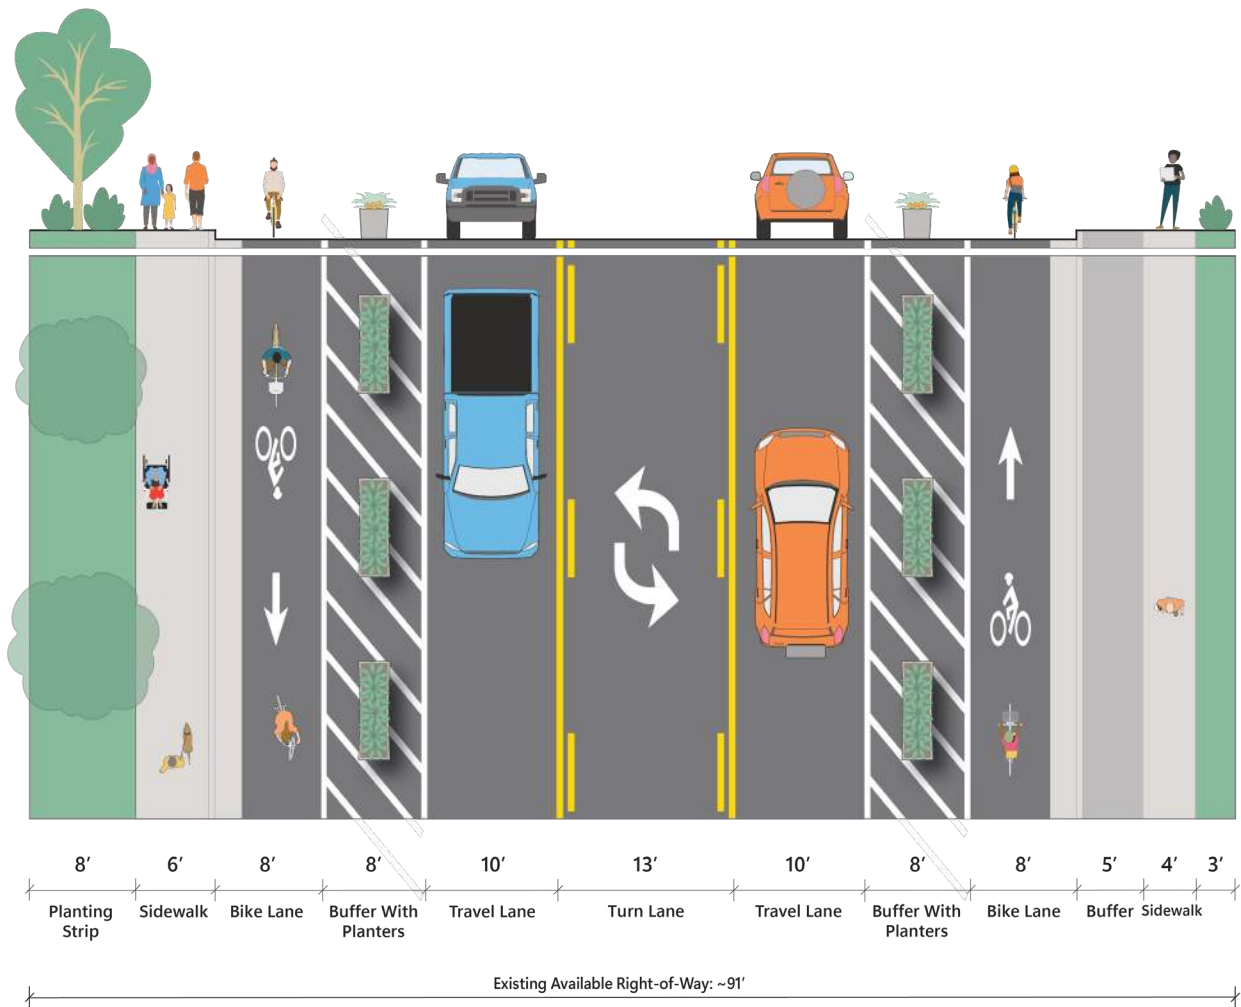 8’ 6’ 8’ 8’ 10’ 13’ 10’ 8’ 8’ 5’ 4’ 3’
Planting Strip
Sidewalk
Bike Lane
Buffer With Planters
Travel Lane
Turn Lane
Travel Lane
Buffer With Planters
Bike Lane
Buffer
Sidewalk
Existing Available Right-of-Way: ~91’